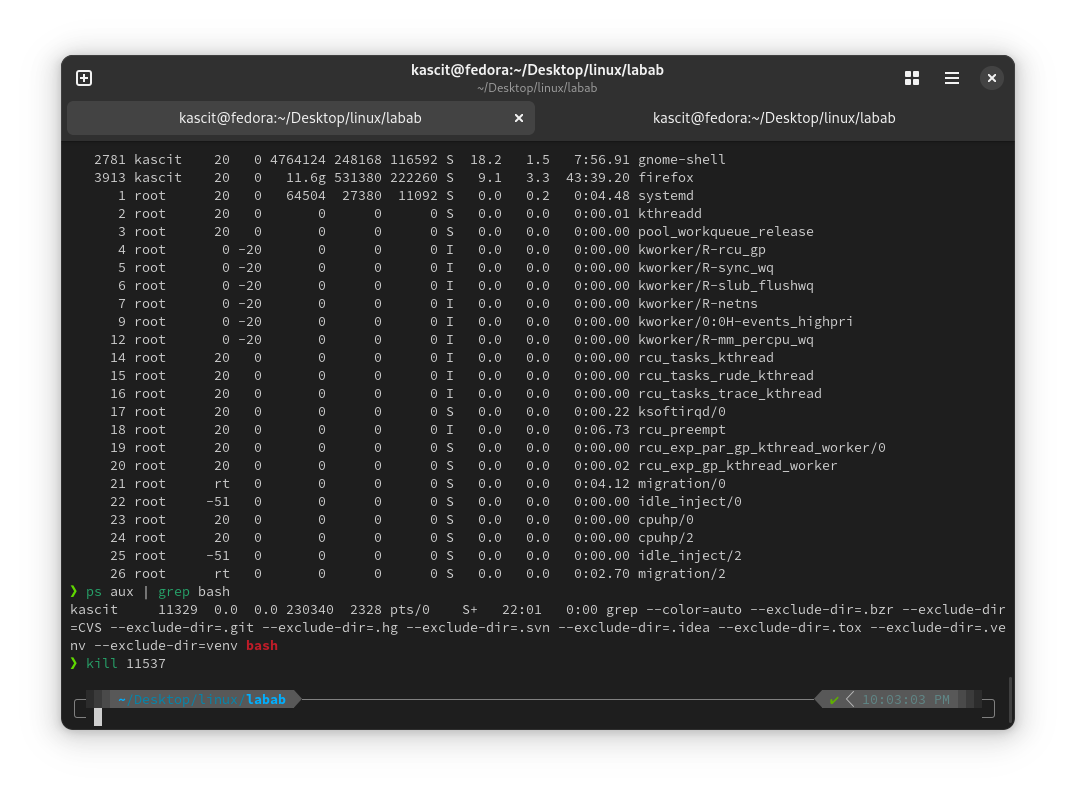 kascit@fedora:~/Desktop/linux/labab
~/Desktop/linux/labab
kascit@fedora:~/Desktop/linux/labab × kascit@fedora:~/Desktop/linux/labab
2781 kascit 20 0 4764124 248168 116592 S 18.2 1.5 7:56.91 gnome-shell
3913 kascit 20 0 11.6g 531380 222260 S 9.1 3.3 43:39.20 firefox
1 root 20 0 64504 27380 11092 S 0.0 0.2 0:04.48 systemd
2 root 20 0 0 0 0 S 0.0 0.0 0:00.01 kthreadd
3 root 20 0 0 0 0 S 0.0 0.0 0:00.00 pool_workqueue_release
4 root 0 -20 0 0 0 I 0.0 0.0 0:00.00 kworker/R-rcu_gp
5 root 0 -20 0 0 0 I 0.0 0.0 0:00.00 kworker/R-sync_wq
6 root 0 -20 0 0 0 I 0.0 0.0 0:00.00 kworker/R-slub_flushwq
7 root 0 -20 0 0 0 I 0.0 0.0 0:00.00 kworker/R-netns
9 root 0 -20 0 0 0 I 0.0 0.0 0:00.00 kworker/0:0H-events_highpri
12 root 0 -20 0 0 0 I 0.0 0.0 0:00.00 kworker/R-mm_percpu_wq
14 root 20 0 0 0 0 I 0.0 0.0 0:00.00 rcu_tasks_kthread
15 root 20 0 0 0 0 I 0.0 0.0 0:00.00 rcu_tasks_rude_kthread
16 root 20 0 0 0 0 I 0.0 0.0 0:00.00 rcu_tasks_trace_kthread
17 root 20 0 0 0 0 S 0.0 0.0 0:00.22 ksoftirqd/0
18 root 20 0 0 0 0 I 0.0 0.0 0:06.73 rcu_preempt
19 root 20 0 0 0 0 S 0.0 0.0 0:00.00 rcu_exp_par_gp_kthread_worker/0
20 root 20 0 0 0 0 S 0.0 0.0 0:00.02 rcu_exp_gp_kthread_worker
21 root rt 0 0 0 0 S 0.0 0.0 0:04.12 migration/0
22 root -51 0 0 0 0 S 0.0 0.0 0:00.00 idle_inject/0
23 root 20 0 0 0 0 S 0.0 0.0 0:00.00 cpuhp/0
24 root 20 0 0 0 0 S 0.0 0.0 0:00.00 cpuhp/2
25 root -51 0 0 0 0 S 0.0 0.0 0:00.00 idle_inject/2
26 root rt 0 0 0 0 S 0.0 0.0 0:02.70 migration/2
❯ ps aux | grep bash
kascit 11329 0.0 0.0 230340 2328 pts/0 S+ 22:01 0:00 grep --color=auto --exclude-dir=.bzr --exclude-dir
=CVS --exclude-dir=.git --exclude-dir=.hg --exclude-dir=.svn --exclude-dir=.idea --exclude-dir=.tox --exclude-dir=.ve
nv --exclude-dir=venv bash
❯ kill 11537
~/Desktop/linux/labab ✔ 10:03:03 PM